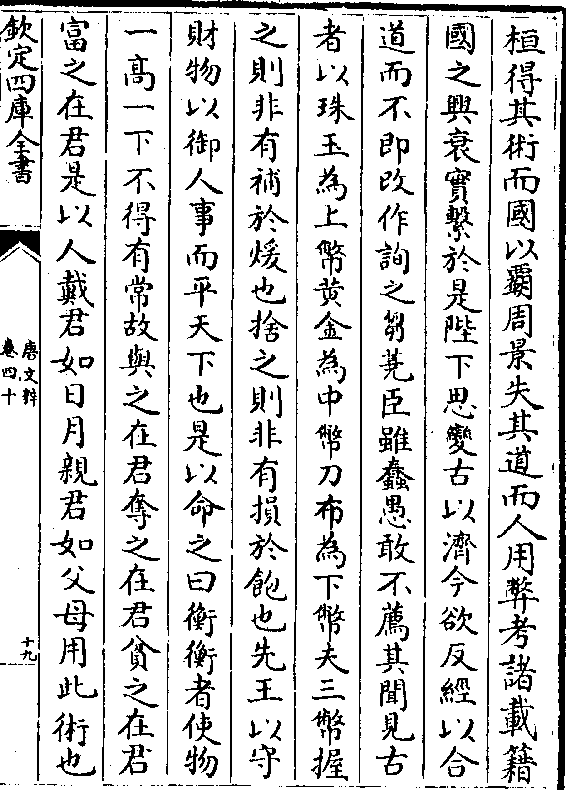 桓得其術而國以霸周景失其道而人用弊考諸載籍
國之興衰實繫於是陛下思變古以濟今欲反經以合
道而不即改作詢之芻蕘臣雖蠢愚敢不薦其聞見古
者以珠玉為上幣黄金為中幣刀布為下幣夫三幣握
之則非有補於煖也捨之則非有損於飽也先王以守
財物以御人事而平天下也是以命之曰衡衡者使物
一高一下不得有常故與之在君奪之在君貧之在君
富之在君是以人戴君如日月親君如父母用此術也
欽定四庫全書
唐文粹
卷四十
十九